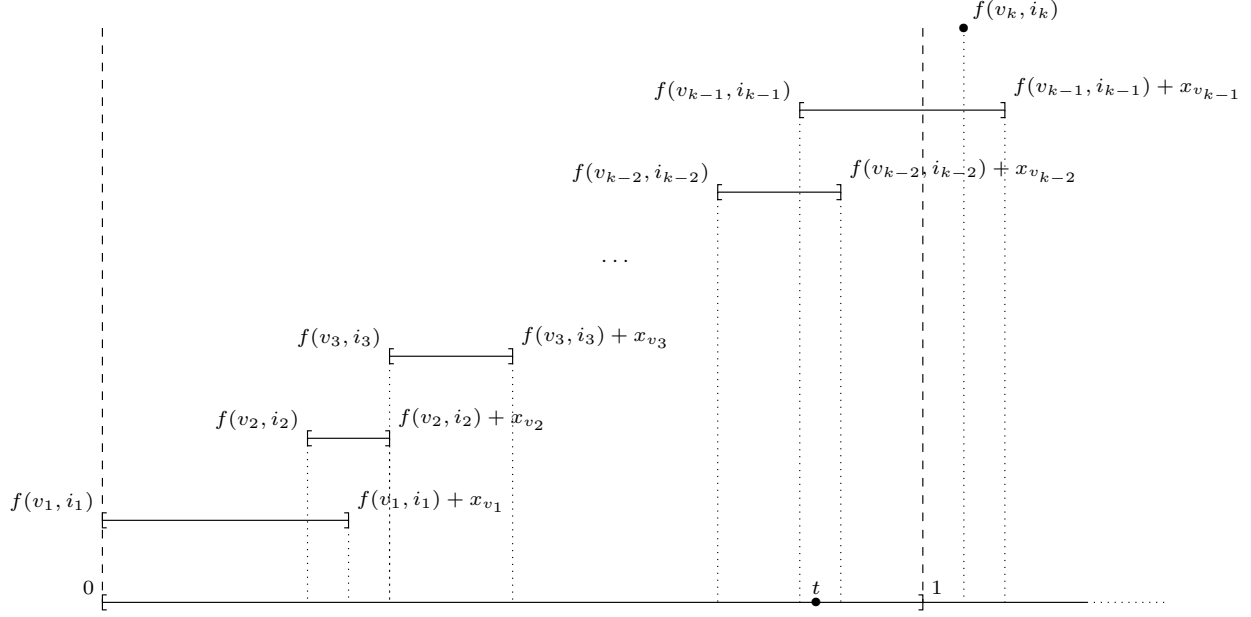 f(v_k, i_k)
f(v_{k−1}, i_{k−1})
f(v_{k−1}, i_{k−1}) + x_{v_{k−1}}
f(v_{k−2}, i_{k−2})
f(v_{k−2}, i_{k−2}) + x_{v_{k−2}}
...
f(v_3, i_3)
f(v_3, i_3) + x_{v_3}
f(v_2, i_2)
f(v_2, i_2) + x_{v_2}
f(v_1, i_1)
f(v_1, i_1) + x_{v_1}
0
t
1